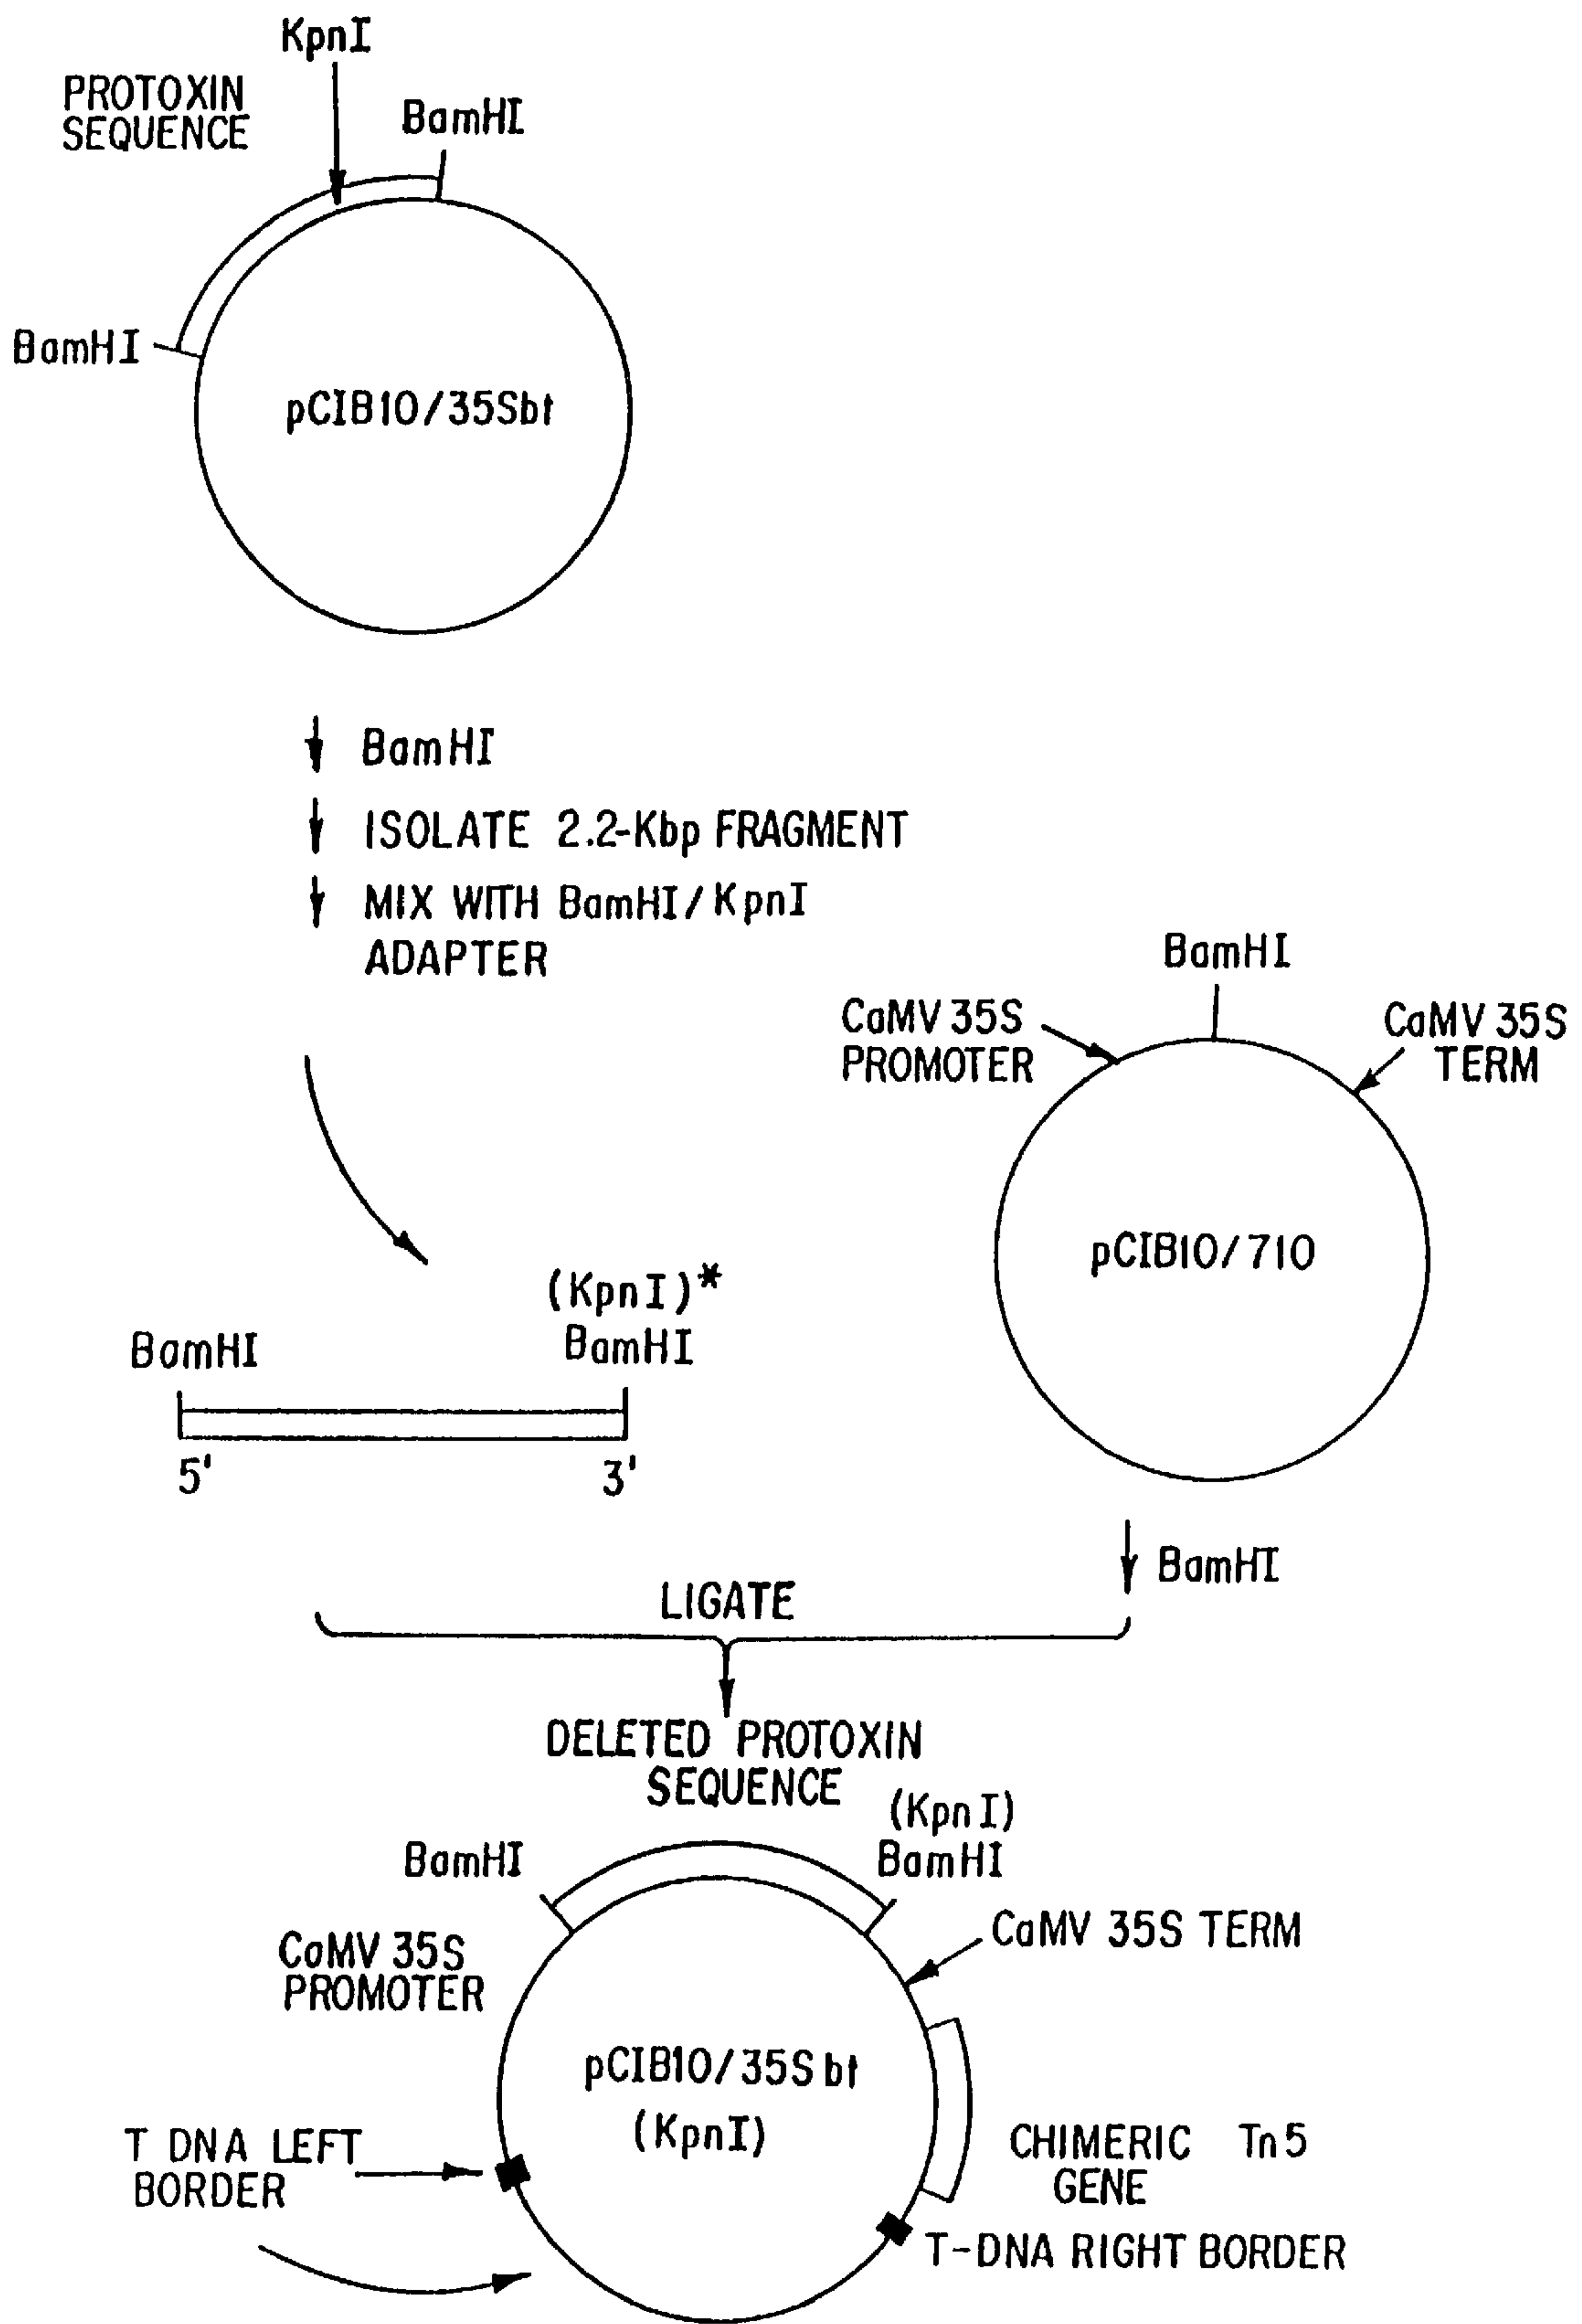 KpnI
PROTOXIN
SEQUENCE
BamHI
BamHI
pCIB10/35Sbt
BamHI
ISOLATE 2.2-Kbp FRAGMENT
MIX WITH BamHI/KpnI
ADAPTER
BamHI
CaMV 35S
PROMOTER
CaMV 35S
TERM
pCIB10/710
(KpnI)*
BamHI
BamHI
5'
3'
BamHI
LIGATE
DELETED PROTOXIN
SEQUENCE
(KpnI)
BamHI
BamHI
CaMV 35S TERM
CaMV 35S
PROMOTER
pCIB10/35Sbt
(KpnI)
T DNA LEFT
BORDER
CHIMERIC Tn5
GENE
T-DNA RIGHT BORDER